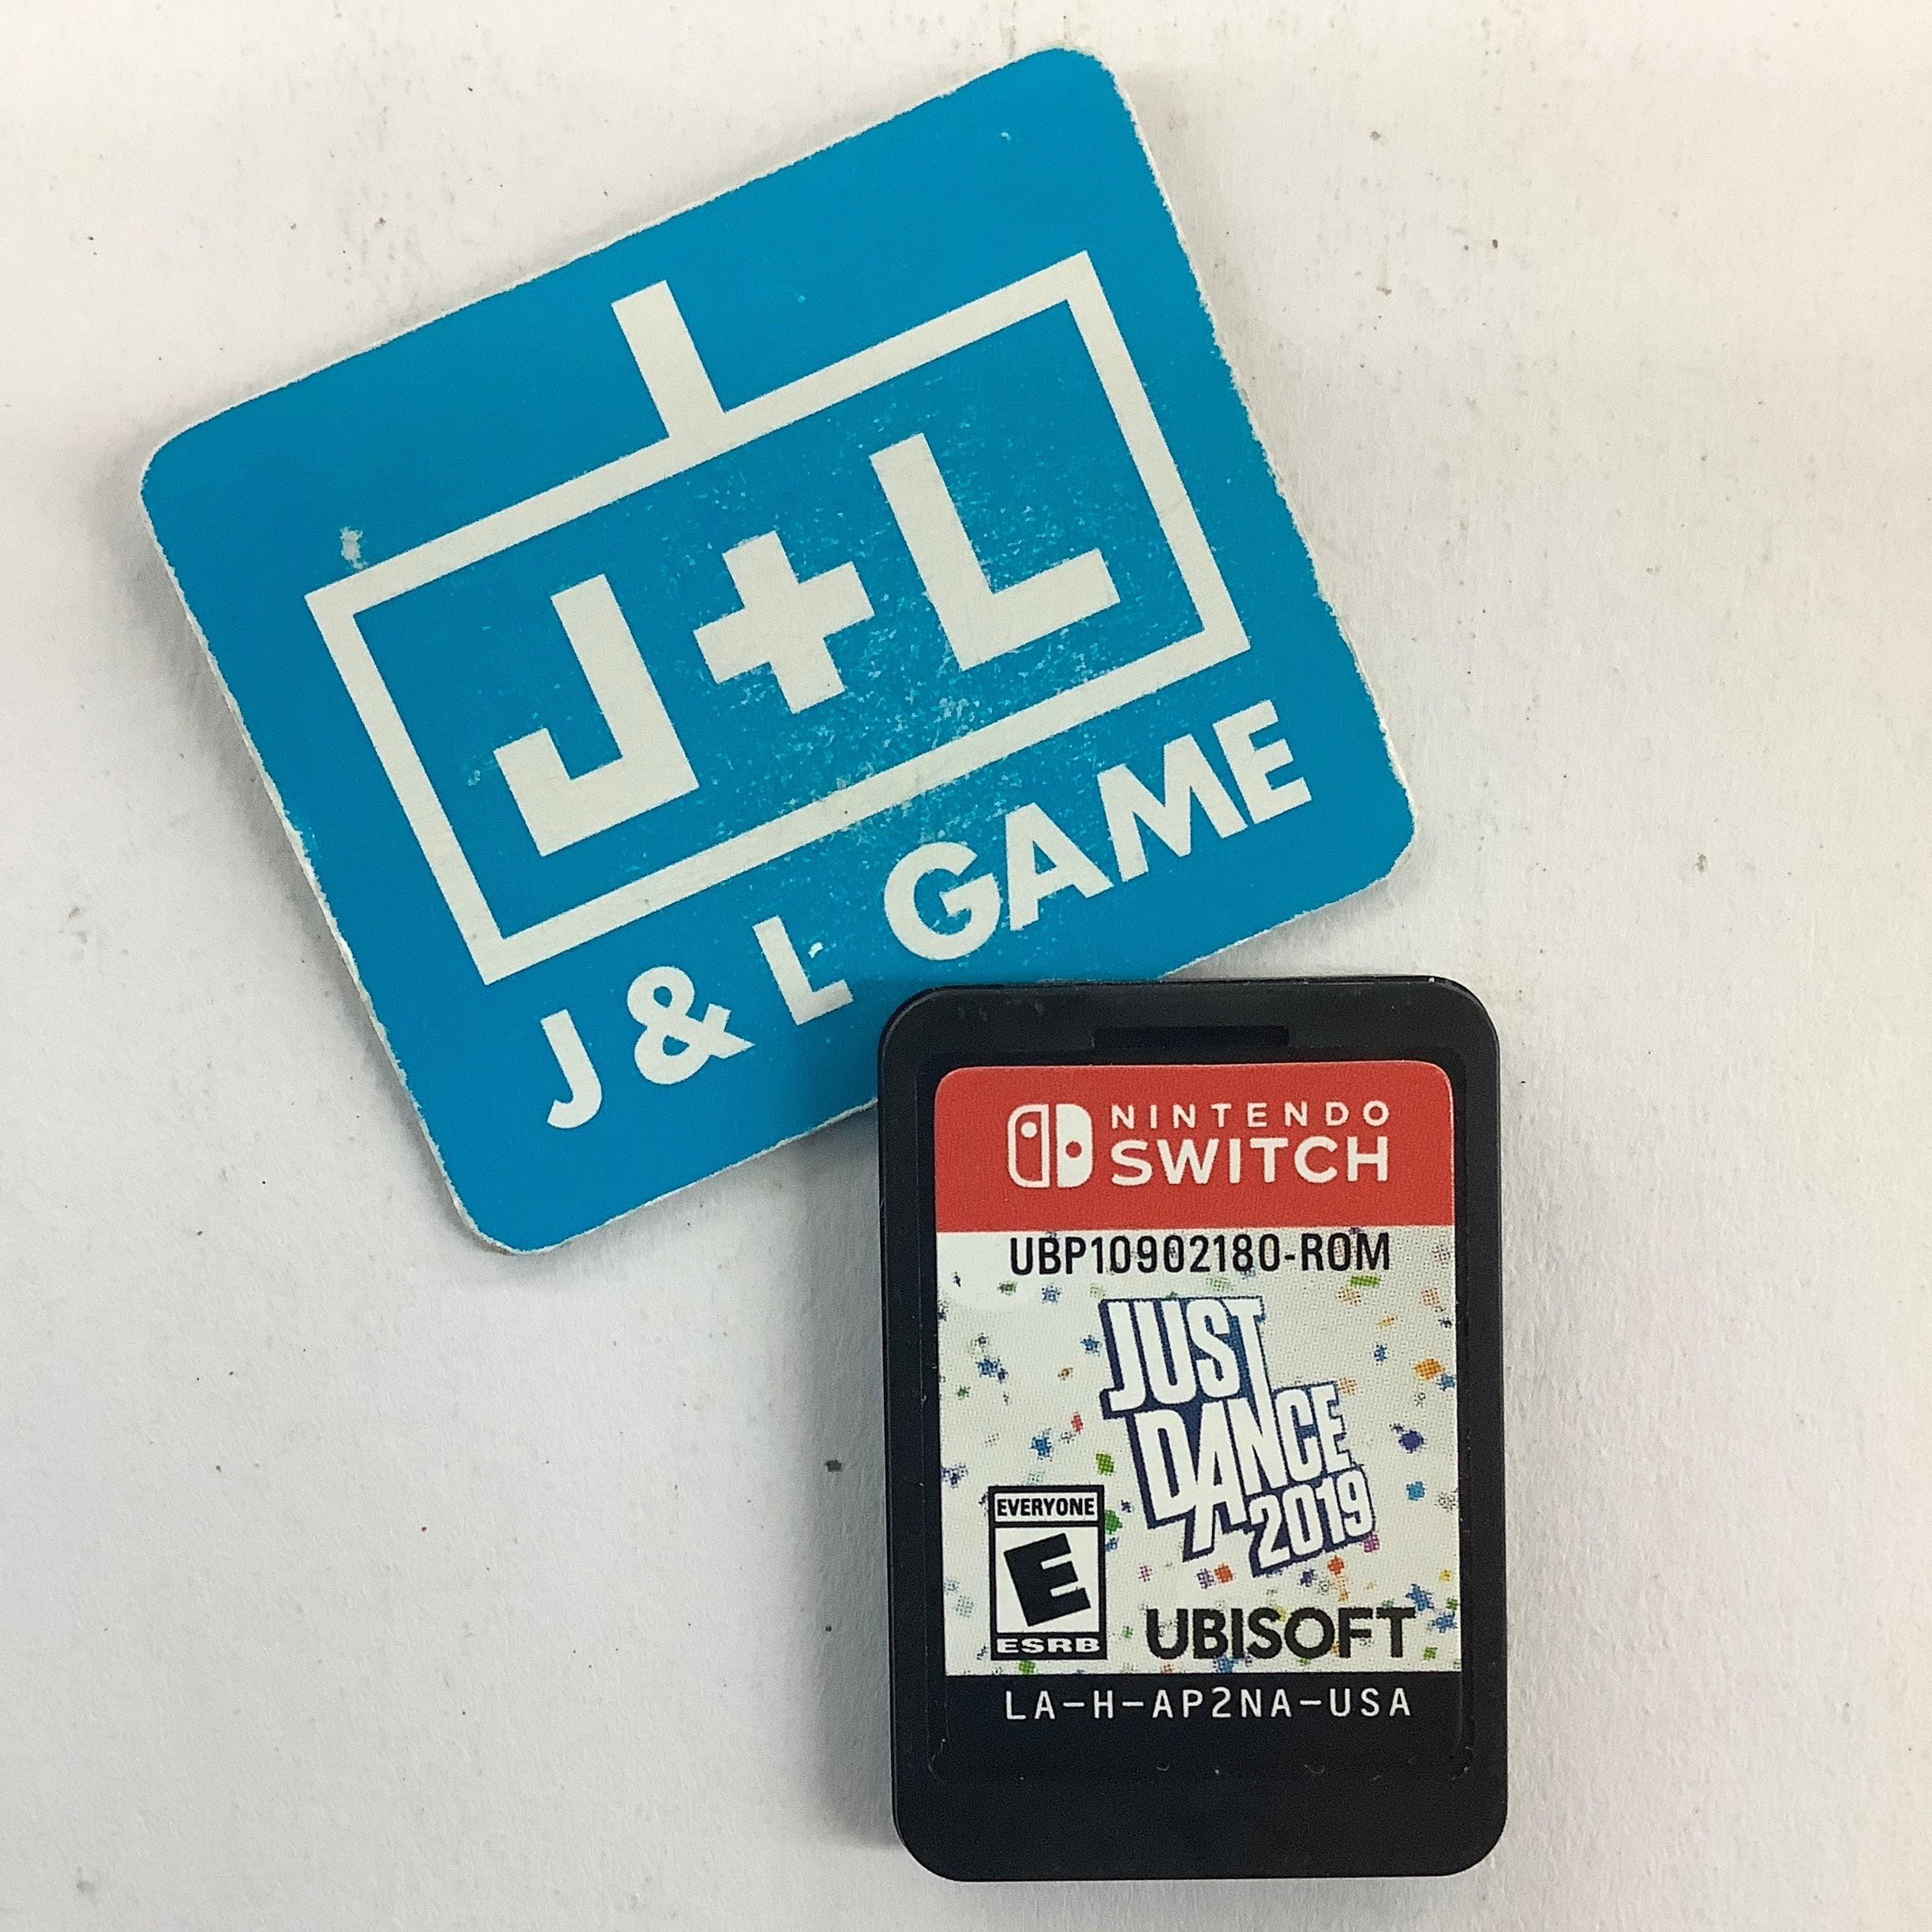 J+L
J & L GAME
NINTENDO
SWITCH
UBP10902180-ROM
JUST
DANCE
2019
EVERYONE
E
ESRB
UBISOFT
LA-H-AP2NA-USA